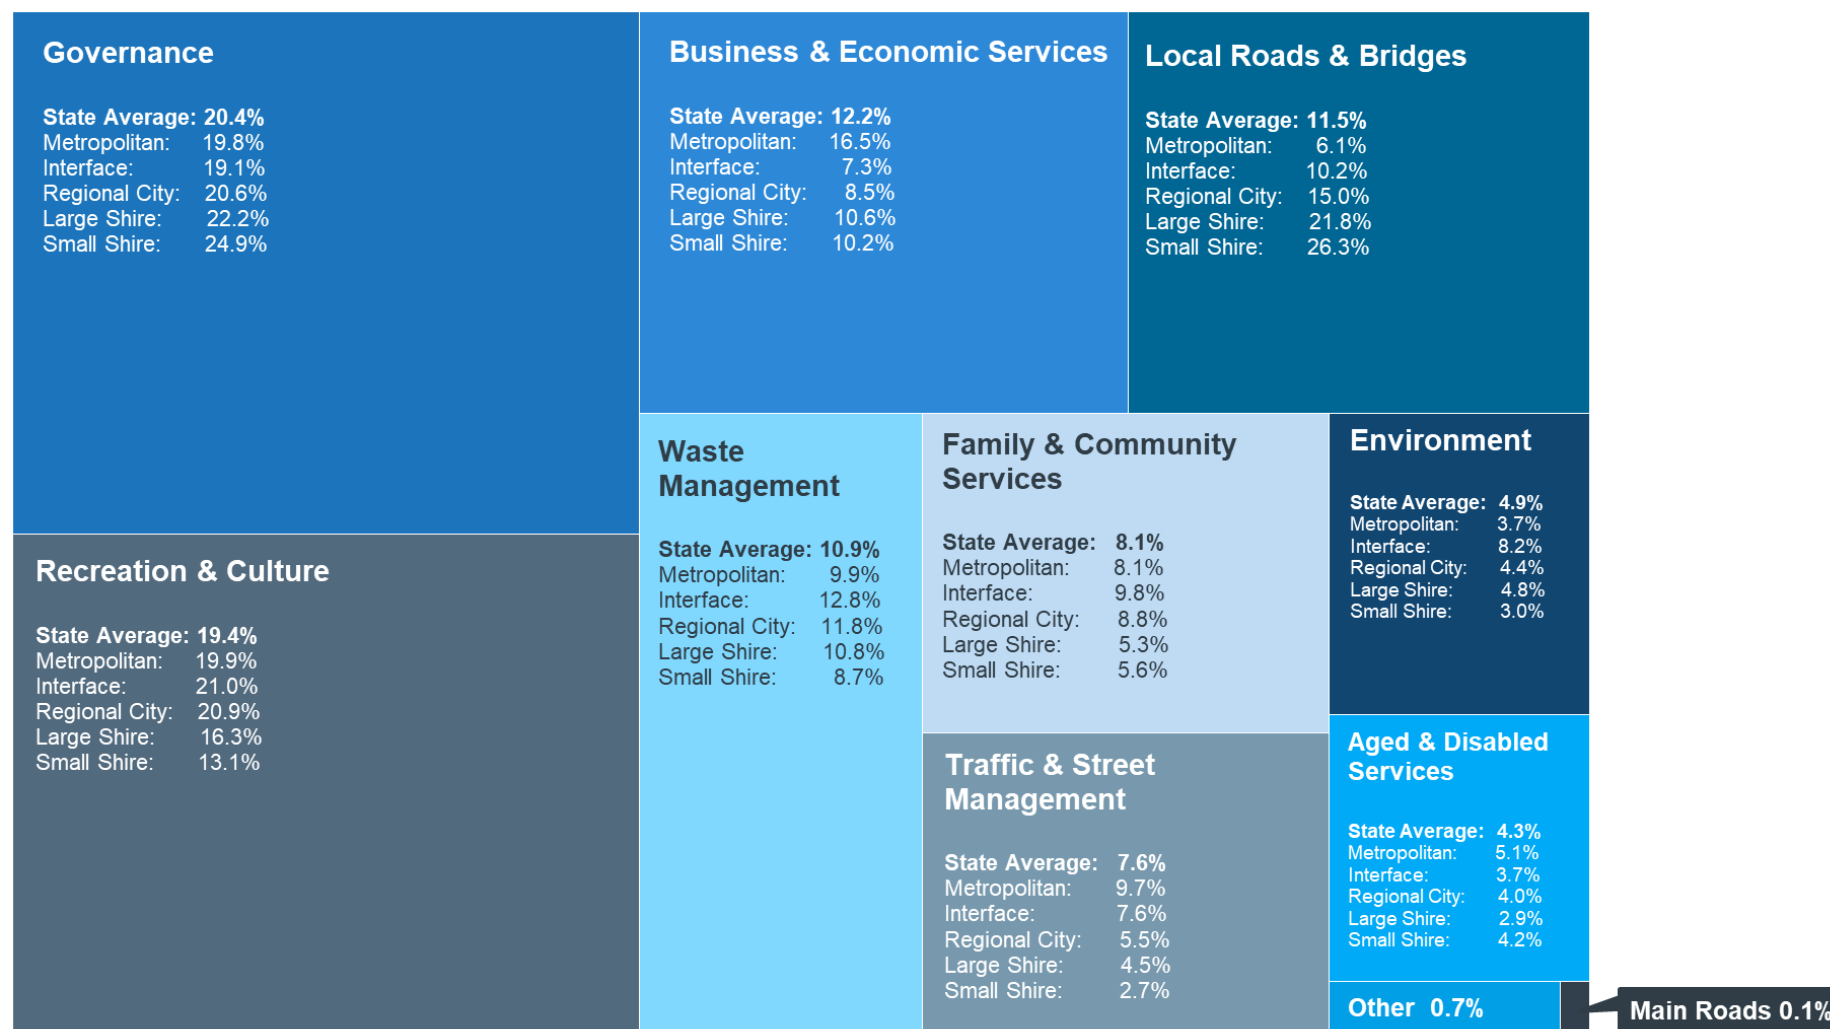 Governance
State Average: 20.4%
Metropolitan: 19.8%
Interface: 19.1%
Regional City: 20.6%
Large Shire: 22.2%
Small Shire: 24.9%
Business & Economic Services
State Average: 12.2%
Metropolitan: 16.5%
Interface: 7.3%
Regional City: 8.5%
Large Shire: 10.6%
Small Shire: 10.2%
Local Roads & Bridges
State Average: 11.5%
Metropolitan: 6.1%
Interface: 10.2%
Regional City: 15.0%
Large Shire: 21.8%
Small Shire: 26.3%
Recreation & Culture
State Average: 19.4%
Metropolitan: 19.9%
Interface: 21.0%
Regional City: 20.9%
Large Shire: 16.3%
Small Shire: 13.1%
Waste
Management
State Average: 10.9%
Metropolitan: 9.9%
Interface: 12.8%
Regional City: 11.8%
Large Shire: 10.8%
Small Shire: 8.7%
Family & Community
Services
State Average: 8.1%
Metropolitan: 8.1%
Interface: 9.8%
Regional City: 8.8%
Large Shire: 5.3%
Small Shire: 5.6%
Environment
State Average: 4.9%
Metropolitan: 3.7%
Interface: 8.2%
Regional City: 4.4%
Large Shire: 4.8%
Small Shire: 3.0%
Traffic & Street
Management
State Average: 7.6%
Metropolitan: 9.7%
Interface: 7.6%
Regional City: 5.5%
Large Shire: 4.5%
Small Shire: 2.7%
Aged & Disabled
Services
State Average: 4.3%
Metropolitan: 5.1%
Interface: 3.7%
Regional City: 4.0%
Large Shire: 2.9%
Small Shire: 4.2%
Other 0.7%
Main Roads 0.1%